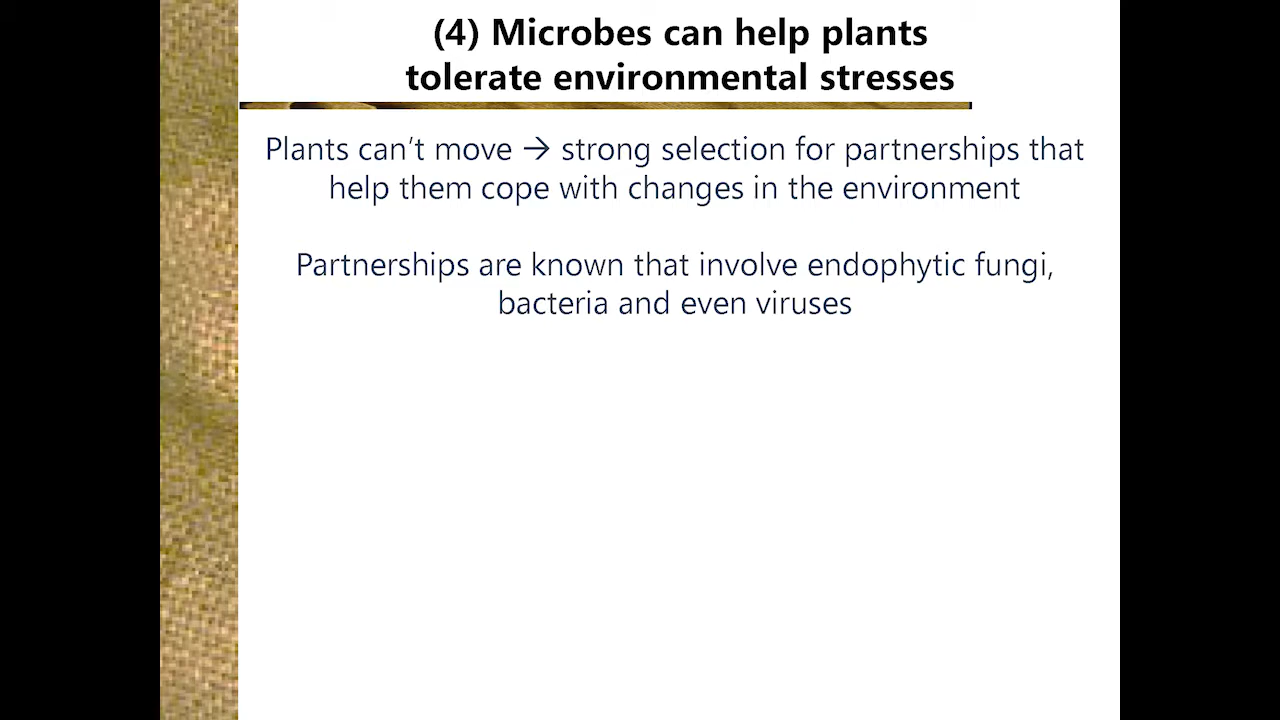 (4) Microbes can help plants
tolerate environmental stresses
Plants can’t move → strong selection for partnerships that
help them cope with changes in the environment
Partnerships are known that involve endophytic fungi,
bacteria and even viruses